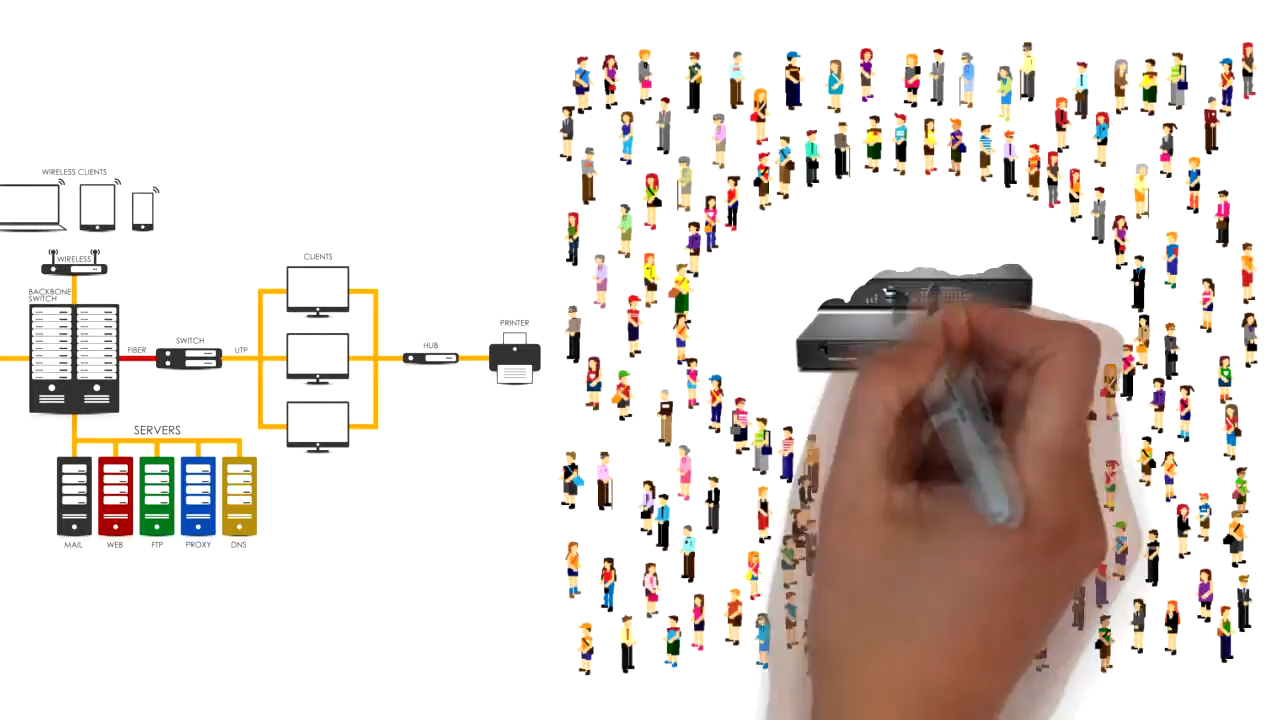 WIRELESS CLIENTS
WIRELESS
BACKBONE
SWITCH
FIBER
SWITCH
UTP
CLIENTS
HUB
PRINTER
SERVERS
MAIL
WEB
FTP
PROXY
DNS